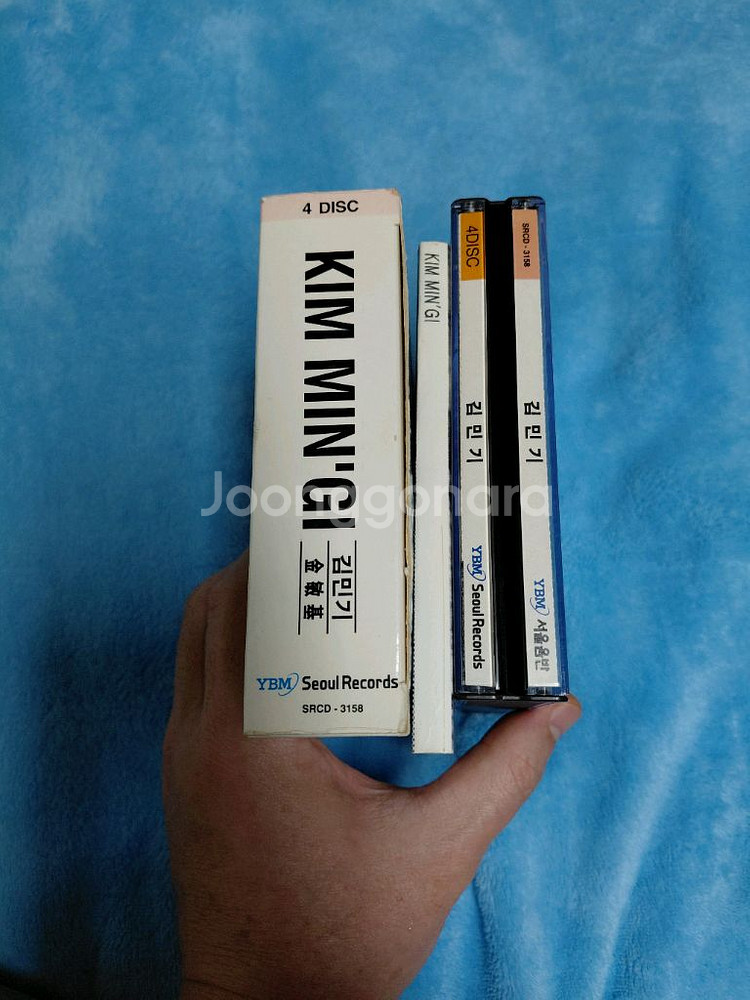 4 DISC
KIM MIN'GI
김민기
金敏基
YBM Seoul Records
SRCD - 3158
KIM MIN'GI
4DISC
김민기
YBM Seoul Records
SRCD - 3158
김민기
YBM 서울음반
Joonggonara